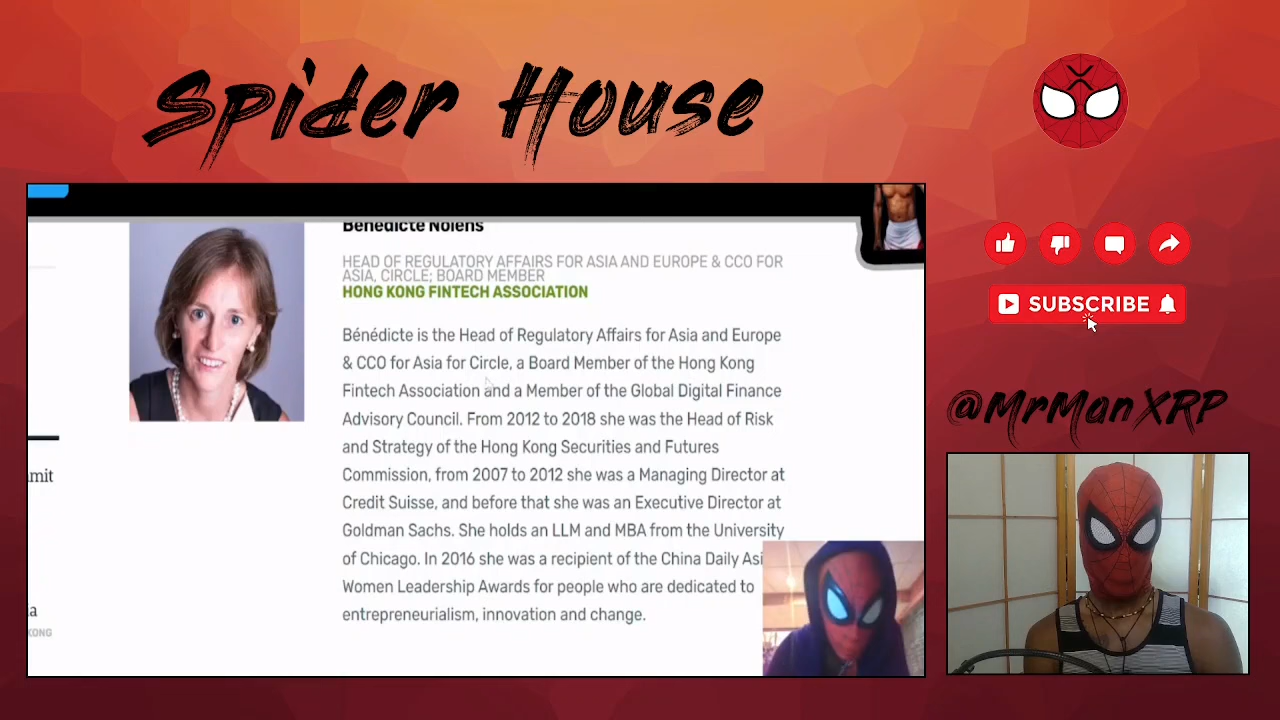 Spider House
Bénédicte Nolens
HEAD OF REGULATORY AFFAIRS FOR ASIA AND EUROPE & CCO FOR
ASIA, CIRCLE; BOARD MEMBER
HONG KONG FINTECH ASSOCIATION
Bénédicte is the Head of Regulatory Affairs for Asia and Europe
& CCO for Asia for Circle, a Board Member of the Hong Kong
Fintech Association and a Member of the Global Digital Finance
Advisory Council. From 2012 to 2018 she was the Head of Risk
and Strategy of the Hong Kong Securities and Futures
Commission, from 2007 to 2012 she was a Managing Director at
Credit Suisse, and before that she was an Executive Director at
Goldman Sachs. She holds an LLM and MBA from the University
of Chicago. In 2016 she was a recipient of the China Daily Asi
Women Leadership Awards for people who are dedicated to
entrepreneurialism, innovation and change.
mit
a
KONG
SUBSCRIBE
@MrManXRP